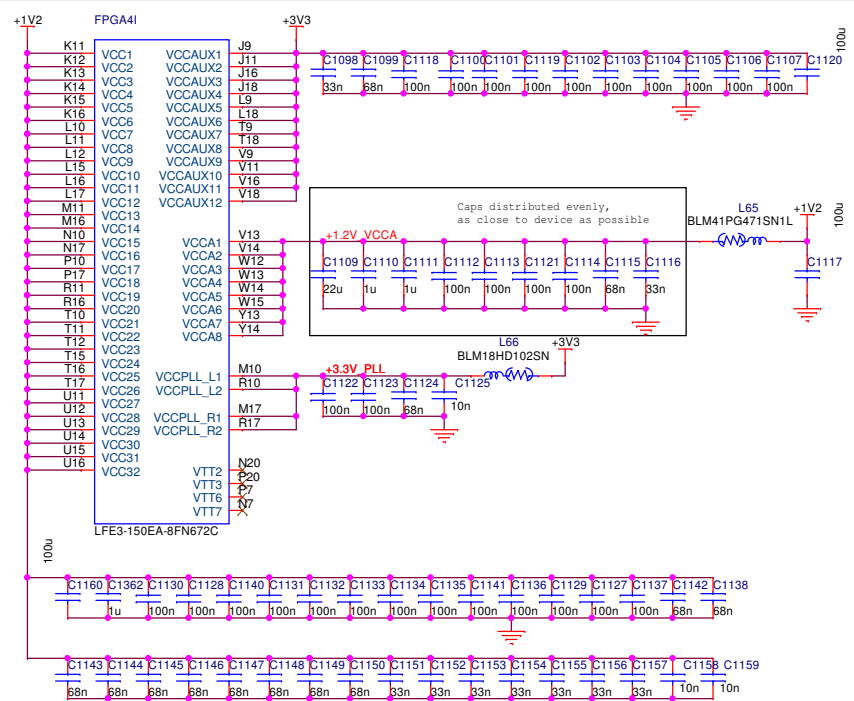 +1V2 FPGA4I +3V3
K11 VCC1 VCCAUX1 J9
K12 VCC2 VCCAUX2 J11
K13 VCC3 VCCAUX3 J16
K14 VCC4 VCCAUX4 J18
K15 VCC5 VCCAUX5 L9
K16 VCC6 VCCAUX6 L18
L10 VCC7 VCCAUX7 T9
L11 VCC8 VCCAUX8 T18
L12 VCC9 VCCAUX9 V9
L15 VCC10 VCCAUX10 V11
L16 VCC11 VCCAUX11 V16
L17 VCC12 VCCAUX12 V18
M11 VCC13
M16 VCC14
N10 VCC15 VCCA1 V13
N17 VCC16 VCCA2 V14
P10 VCC17 VCCA3 W12
P17 VCC18 VCCA4 W13
R11 VCC19 VCCA5 W14
R16 VCC20 VCCA6 W15
T10 VCC21 VCCA7 Y13
T11 VCC22 VCCA8 Y14
T12 VCC23
T15 VCC24
T16 VCC25 VCCPLL_L1 M10
T17 VCC26 VCCPLL_L2 R10
U11 VCC27
U12 VCC28 VCCPLL_R1 M17
U13 VCC29 VCCPLL_R2 R17
U14 VCC30
U15 VCC31
U16 VCC32
VTT2 N20
VTT3 P20
VTT6 P7
VTT7 N7
LFE3-150EA-8FN672C
C1098 C1099 C1118 C1100 C1101 C1119 C1102 C1103 C1104 C1105 C1106 C1107 C1120
33n 68n 100n 100n 100n 100n 100n 100n 100n 100n 100n 100n 100u
Caps distributed evenly,
as close to device as possible
L65
BLM41PG471SN1L
+1V2
100u
C1117
+1.2V_VCCA
C1109 C1110 C1111 C1112 C1113 C1121 C1114 C1115 C1116
22u 1u 1u 100n 100n 100n 100n 68n 33n
L66
BLM18HD102SN
+3V3
+3.3V_PLL
C1122 C1123 C1124 C1125
100n 100n 68n 10n
100u
C1160 C1362 C1130 C1128 C1140 C1131 C1132 C1133 C1134 C1135 C1141 C1136 C1129 C1127 C1137 C1142 C1138
1u 100n 100n 100n 100n 100n 100n 100n 100n 100n 100n 100n 100n 100n 68n 68n
C1143 C1144 C1145 C1146 C1147 C1148 C1149 C1150 C1151 C1152 C1153 C1154 C1155 C1156 C1157 C1158 C1159
68n 68n 68n 68n 68n 68n 68n 68n 33n 33n 33n 33n 33n 33n 33n 10n 10n